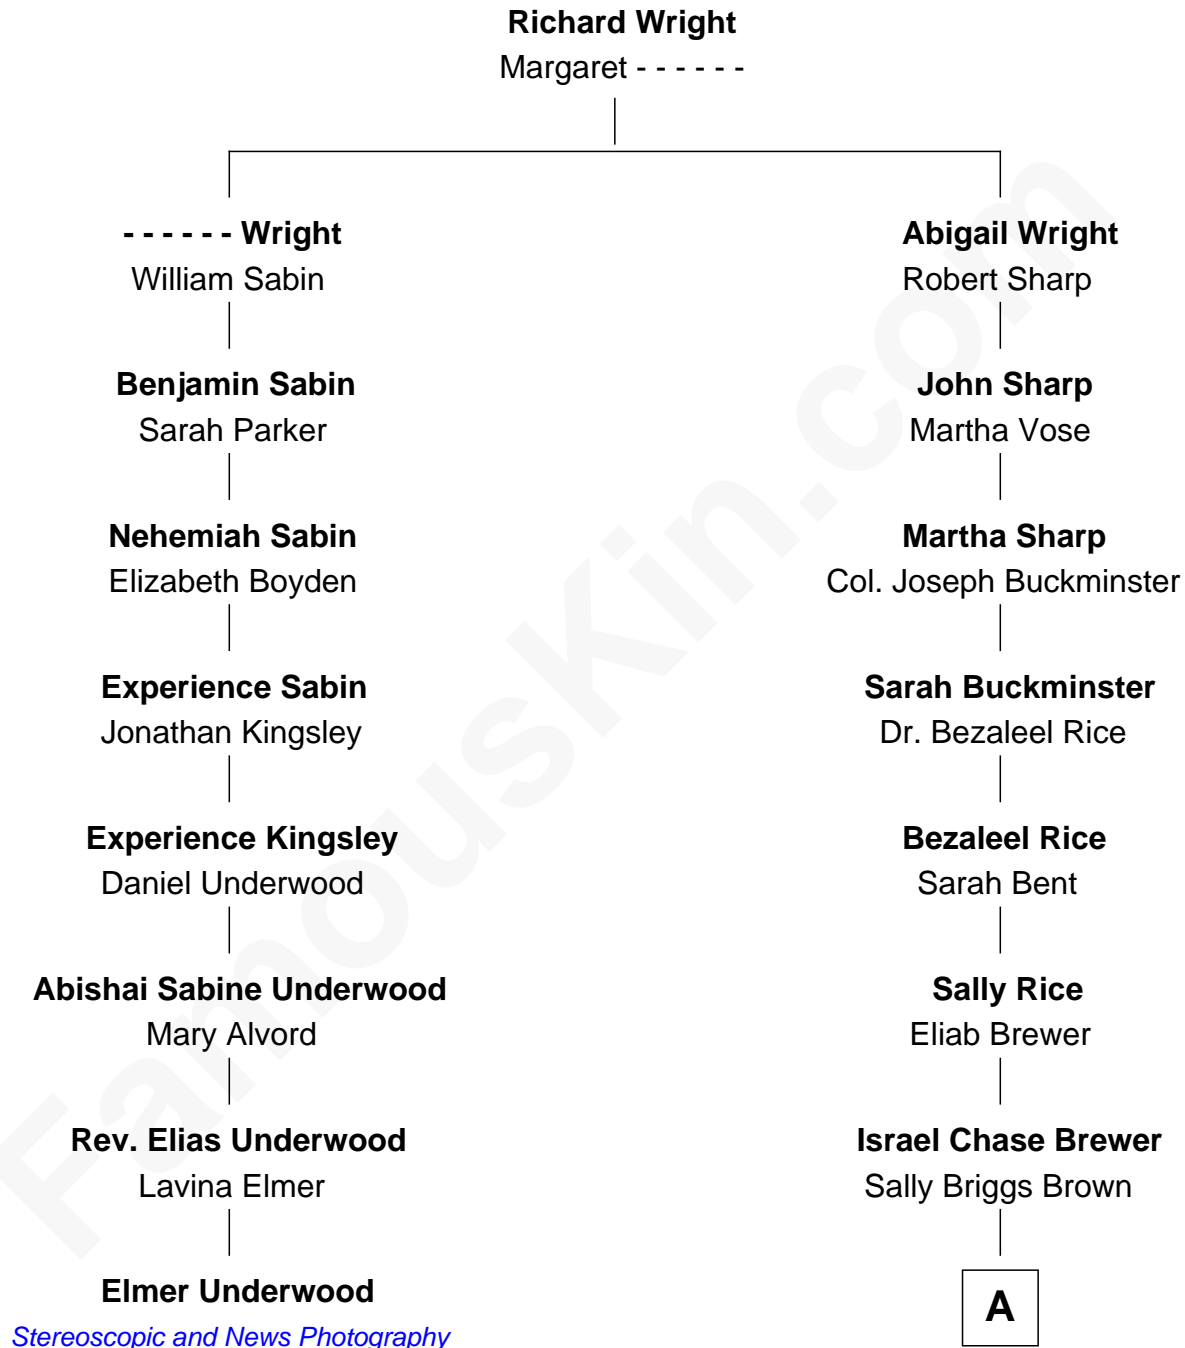 Richard Wright
Margaret - - - - - -
- - - - - - Wright
William Sabin
Abigail Wright
Robert Sharp
Benjamin Sabin
Sarah Parker
John Sharp
Martha Vose
Nehemiah Sabin
Elizabeth Boyden
Martha Sharp
Col. Joseph Buckminster
Experience Sabin
Jonathan Kingsley
Sarah Buckminster
Dr. Bezaleel Rice
Experience Kingsley
Daniel Underwood
Bezaleel Rice
Sarah Bent
Abishai Sabine Underwood
Mary Alvord
Sally Rice
Eliab Brewer
Rev. Elias Underwood
Lavina Elmer
Israel Chase Brewer
Sally Briggs Brown
Elmer Underwood
Stereoscopic and News Photography
A
FamousKin.com